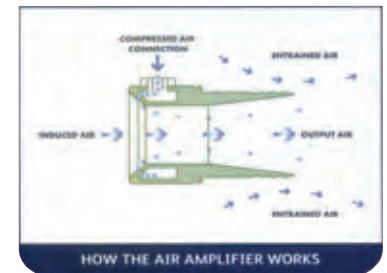 COMPRESSED AIR
CONNECTION
ENTRAINED AIR
INDUCED AIR
OUTPUT AIR
ENTRAINED AIR
HOW THE AIR AMPLIFIER WORKS